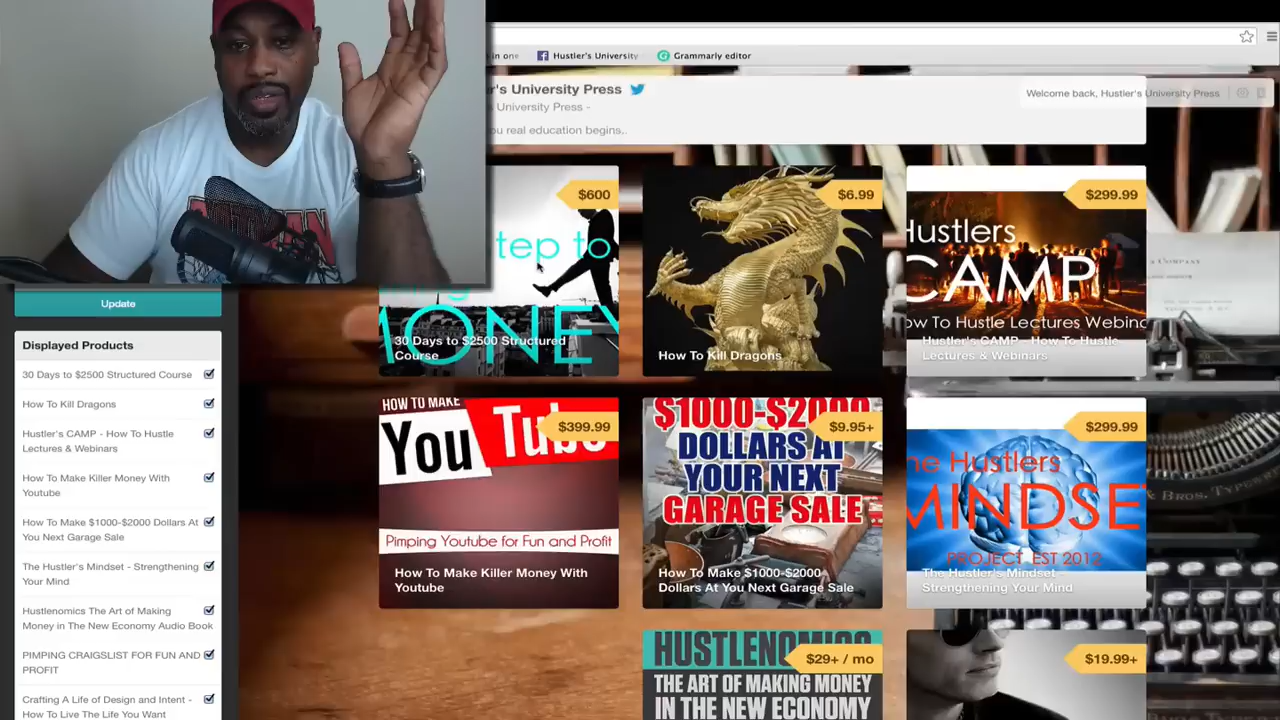 k in one
Hustler's University
Grammarly editor
r's University Press
Welcome back, Hustler's University Press
s University Press -
ou real education begins..
$600
$6.99
$299.99
tep to
Hustlers
CAMP
MONEY
ow To Hustle Lectures Webinc
30 Days to $2500 Structured
Course
How To Kill Dragons
Hustler's CAMP - How To Hustle
Lectures & Webinars
Update
Displayed Products
30 Days to $2500 Structured Course
How To Kill Dragons
Hustler's CAMP - How To Hustle
Lectures & Webinars
How To Make Killer Money With
Youtube
How To Make $1000-$2000 Dollars At
You Next Garage Sale
The Hustler's Mindset - Strengthening
Your Mind
Hustlenomics The Art of Making
Money in The New Economy Audio Book
PIMPING CRAIGSLIST FOR FUN AND
PROFIT
Crafting A Life of Design and Intent -
How To Live The Life You Want
HOW TO MAKE
You Tube
$399.99
Pimping Youtube for Fun and Profit
How To Make Killer Money With
Youtube
$1000-$2000
DOLLARS AT
YOUR NEXT
GARAGE SALE
$9.95+
How To Make $1000-$2000
Dollars At You Next Garage Sale
$299.99
he Hustlers
MINDSE
PROJECT EST 2012
The Hustler's Mindset -
Strengthening Your Mind
HUSTLENOMICS
$29+ / mo
THE ART OF MAKING MONEY
IN THE NEW ECONOMY
$19.99+